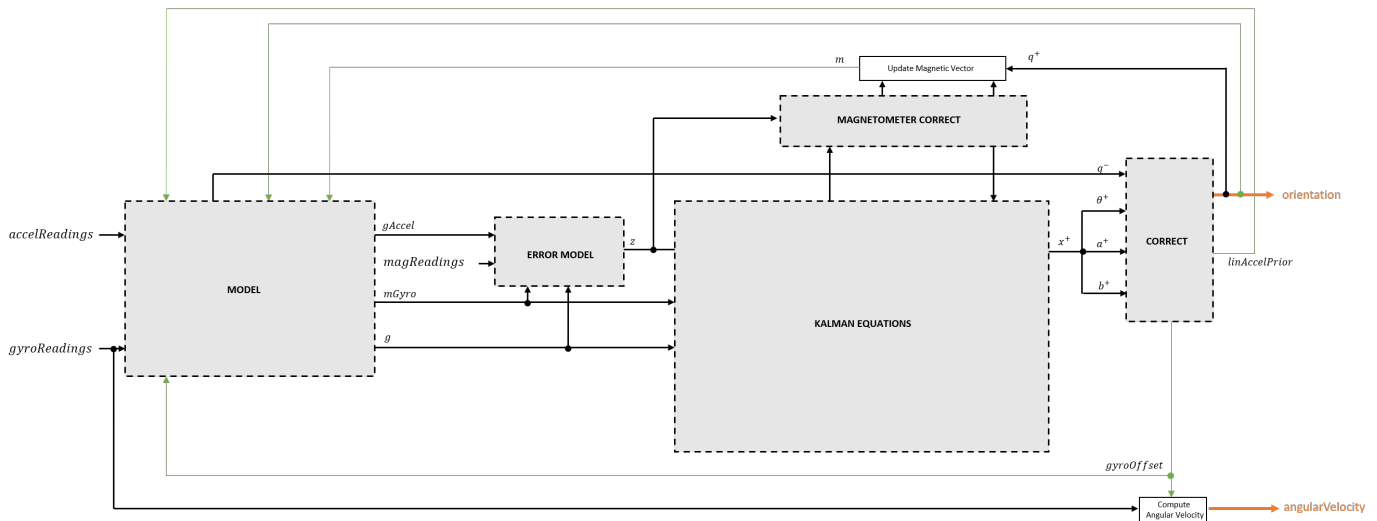 m
q⁺
Update Magnetic Vector
MAGNETOMETER CORRECT
q⁻
orientation
θ⁺
accelReadings
gAccel
z
x⁺
a⁺
CORRECT
ERROR MODEL
magReadings
linAccelPrior
MODEL
mGyro
b⁺
KALMAN EQUATIONS
g
gyroReadings
gyroOffset
Compute
Angular Velocity
angularVelocity